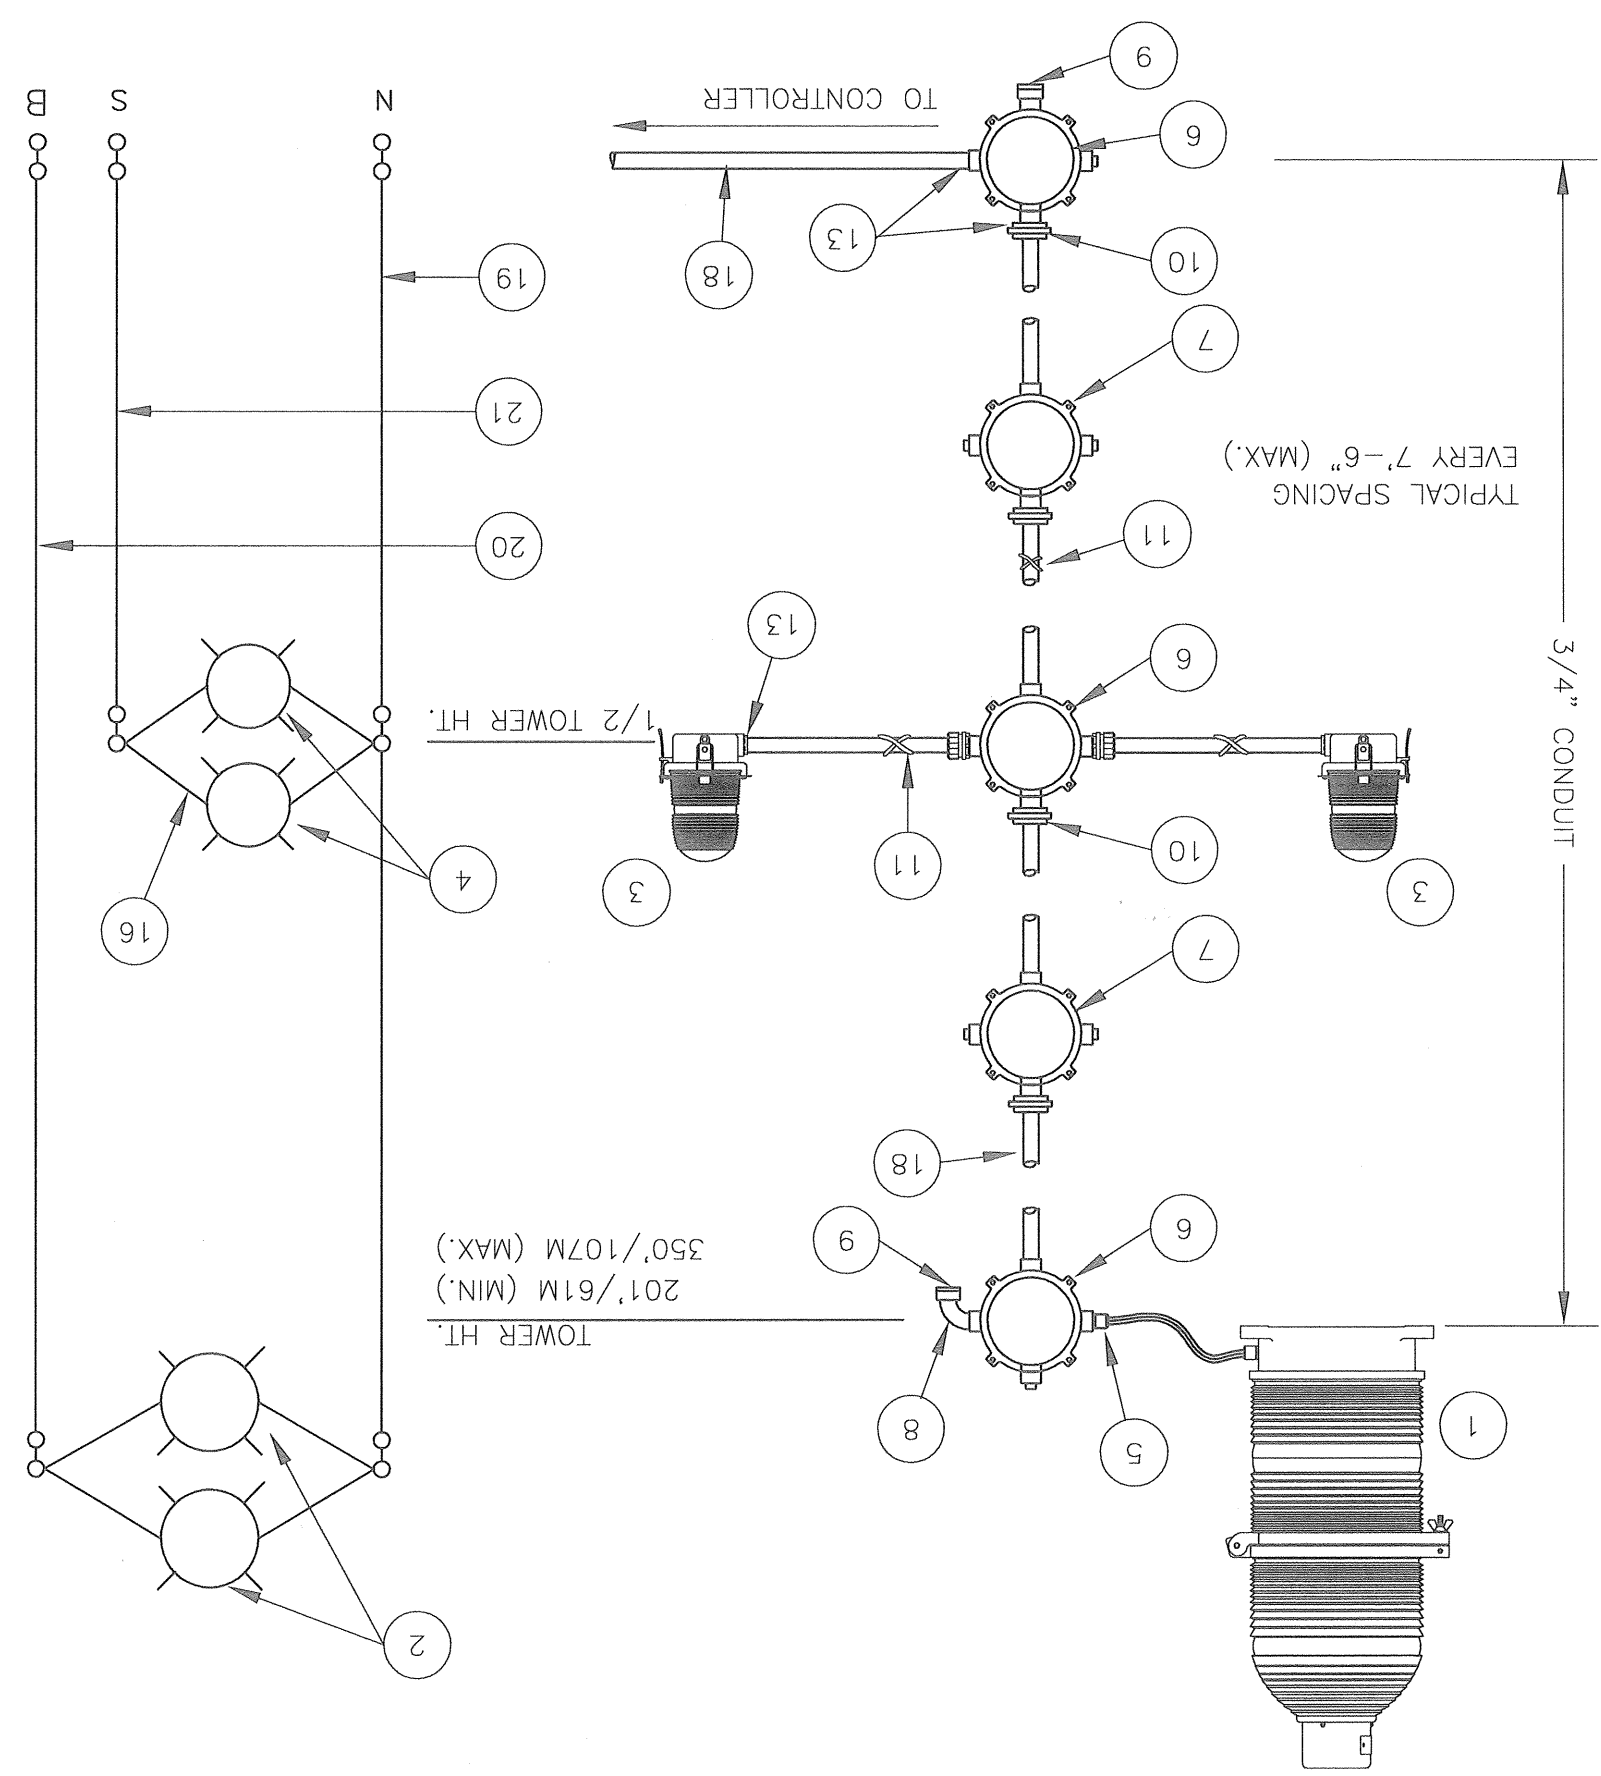 2
1
5
8
TOWER HT.
201'/61M (MIN.)
350'/107M (MAX.)
6
9
18
7
3
3
4
16
10
11
1/2 TOWER HT.
6
13
3/4" CONDUIT
11
20
TYPICAL SPACING
EVERY 7'-6" (MAX.)
21
7
10
13
18
19
6
TO CONTROLLER
N
S
B
9